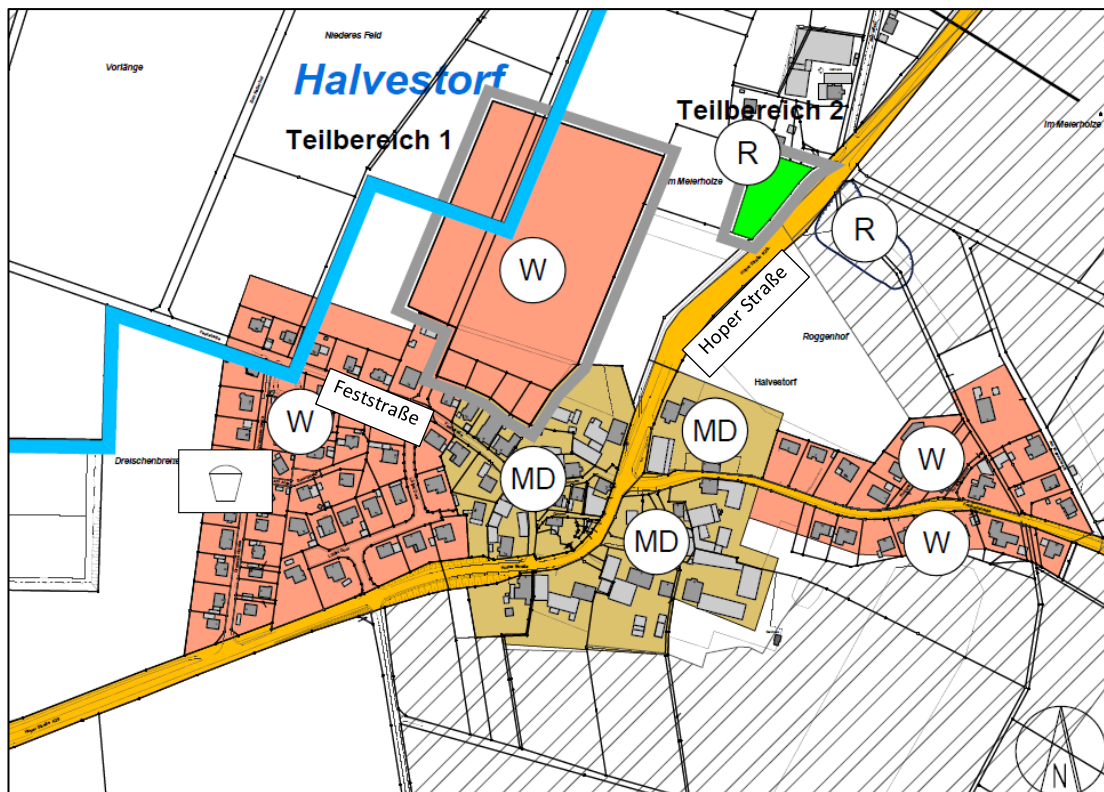 Niederes Feld
Vorlänge
Halvestorf
Teilbereich 1
Teilbereich 2
Im Meierholze
R
Im Meierholze
R
W
Hoper Straße
Roggenhof
Halvestorf
Feststraße
W
MD
W
Dreischenbreite
MD
MD
W
N